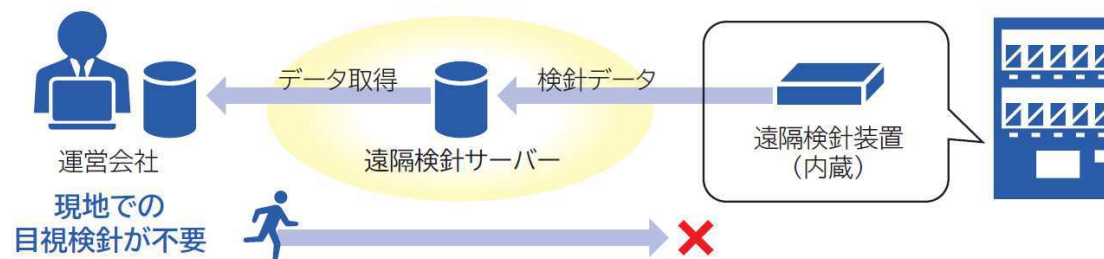 データ取得
検針データ
運営会社
遠隔検針サーバー
遠隔検針装置
（内蔵）
現地での
目視検針が不要